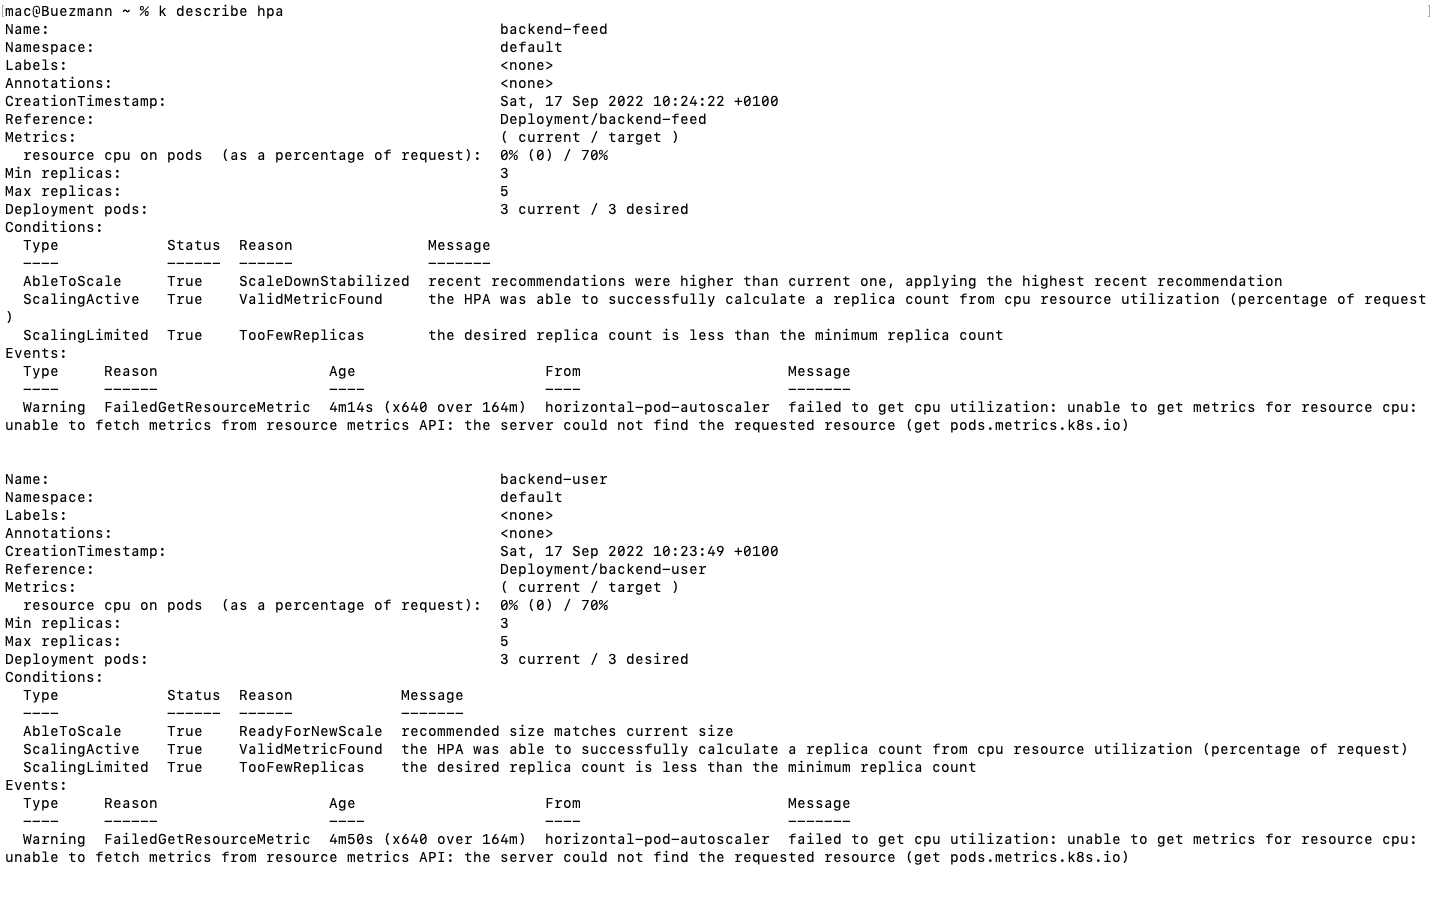 [mac@Buezmann ~ % k describe hpa ]
Name: backend-feed
Namespace: default
Labels: <none>
Annotations: <none>
CreationTimestamp: Sat, 17 Sep 2022 10:24:22 +0100
Reference: Deployment/backend-feed
Metrics: ( current / target )
  resource cpu on pods  (as a percentage of request):  0% (0) / 70%
Min replicas: 3
Max replicas: 5
Deployment pods: 3 current / 3 desired
Conditions:
  Type            Status  Reason               Message
  ----            ------  ------               -------
  AbleToScale     True    ScaleDownStabilized  recent recommendations were higher than current one, applying the highest recent recommendation
  ScalingActive   True    ValidMetricFound     the HPA was able to successfully calculate a replica count from cpu resource utilization (percentage of request
)
  ScalingLimited  True    TooFewReplicas       the desired replica count is less than the minimum replica count
Events:
  Type     Reason                   Age                     From                       Message
  ----     ------                   ----                    ----                       -------
  Warning  FailedGetResourceMetric  4m14s (x640 over 164m)  horizontal-pod-autoscaler  failed to get cpu utilization: unable to get metrics for resource cpu:
unable to fetch metrics from resource metrics API: the server could not find the requested resource (get pods.metrics.k8s.io)
Name: backend-user
Namespace: default
Labels: <none>
Annotations: <none>
CreationTimestamp: Sat, 17 Sep 2022 10:23:49 +0100
Reference: Deployment/backend-user
Metrics: ( current / target )
  resource cpu on pods  (as a percentage of request):  0% (0) / 70%
Min replicas: 3
Max replicas: 5
Deployment pods: 3 current / 3 desired
Conditions:
  Type            Status  Reason            Message
  ----            ------  ------            -------
  AbleToScale     True    ReadyForNewScale  recommended size matches current size
  ScalingActive   True    ValidMetricFound  the HPA was able to successfully calculate a replica count from cpu resource utilization (percentage of request)
  ScalingLimited  True    TooFewReplicas    the desired replica count is less than the minimum replica count
Events:
  Type     Reason                   Age                     From                       Message
  ----     ------                   ----                    ----                       -------
  Warning  FailedGetResourceMetric  4m50s (x640 over 164m)  horizontal-pod-autoscaler  failed to get cpu utilization: unable to get metrics for resource cpu:
unable to fetch metrics from resource metrics API: the server could not find the requested resource (get pods.metrics.k8s.io)